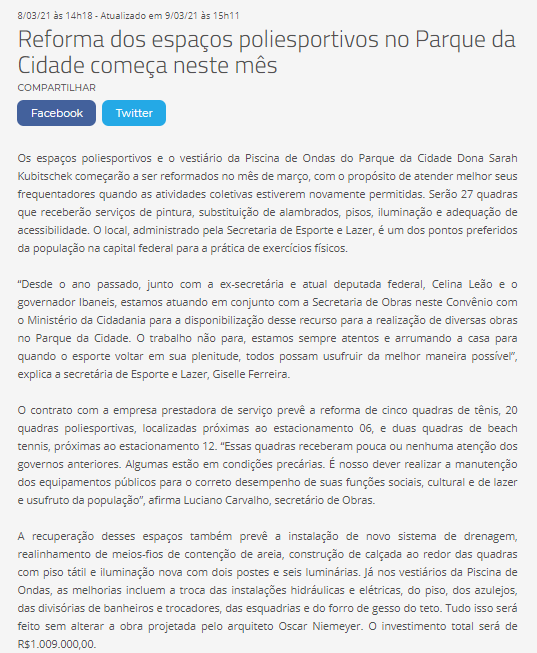 8/03/21 às 14h18 - Atualizado em 9/03/21 às 15h11
Reforma dos espaços poliesportivos no Parque da
Cidade começa neste mês
COMPARTILHAR
Facebook Twitter
Os espaços poliesportivos e o vestiário da Piscina de Ondas do Parque da Cidade Dona Sarah
Kubitschek começarão a ser reformados no mês de março, com o propósito de atender melhor seus
frequentadores quando as atividades coletivas estiverem novamente permitidas. Serão 27 quadras
que receberão serviços de pintura, substituição de alambrados, pisos, iluminação e adequação de
acessibilidade. O local, administrado pela Secretaria de Esporte e Lazer, é um dos pontos preferidos
da população na capital federal para a prática de exercícios físicos.
“Desde o ano passado, junto com a ex-secretária e atual deputada federal, Celina Leão e o
governador Ibaneis, estamos atuando em conjunto com a Secretaria de Obras neste Convênio com
o Ministério da Cidadania para a disponibilização desse recurso para a realização de diversas obras
no Parque da Cidade. O trabalho não para, estamos sempre atentos e arrumando a casa para
quando o esporte voltar em sua plenitude, todos possam usufruir da melhor maneira possível”,
explica a secretária de Esporte e Lazer, Giselle Ferreira.
O contrato com a empresa prestadora de serviço prevê a reforma de cinco quadras de tênis, 20
quadras poliesportivas, localizadas próximas ao estacionamento 06, e duas quadras de beach
tennis, próximas ao estacionamento 12. “Essas quadras receberam pouca ou nenhuma atenção dos
governos anteriores. Algumas estão em condições precárias. É nosso dever realizar a manutenção
dos equipamentos públicos para o correto desempenho de suas funções sociais, cultural e de lazer
e usufruto da população”, afirma Luciano Carvalho, secretário de Obras.
A recuperação desses espaços também prevê a instalação de novo sistema de drenagem,
realinhamento de meios-fios de contenção de areia, construção de calçada ao redor das quadras
com piso tátil e iluminação nova com dois postes e seis luminárias. Já nos vestiários da Piscina de
Ondas, as melhorias incluem a troca das instalações hidráulicas e elétricas, do piso, dos azulejos,
das divisórias de banheiros e trocadores, das esquadrias e do forro de gesso do teto. Tudo isso será
feito sem alterar a obra projetada pelo arquiteto Oscar Niemeyer. O investimento total será de
R$1.009.000,00.